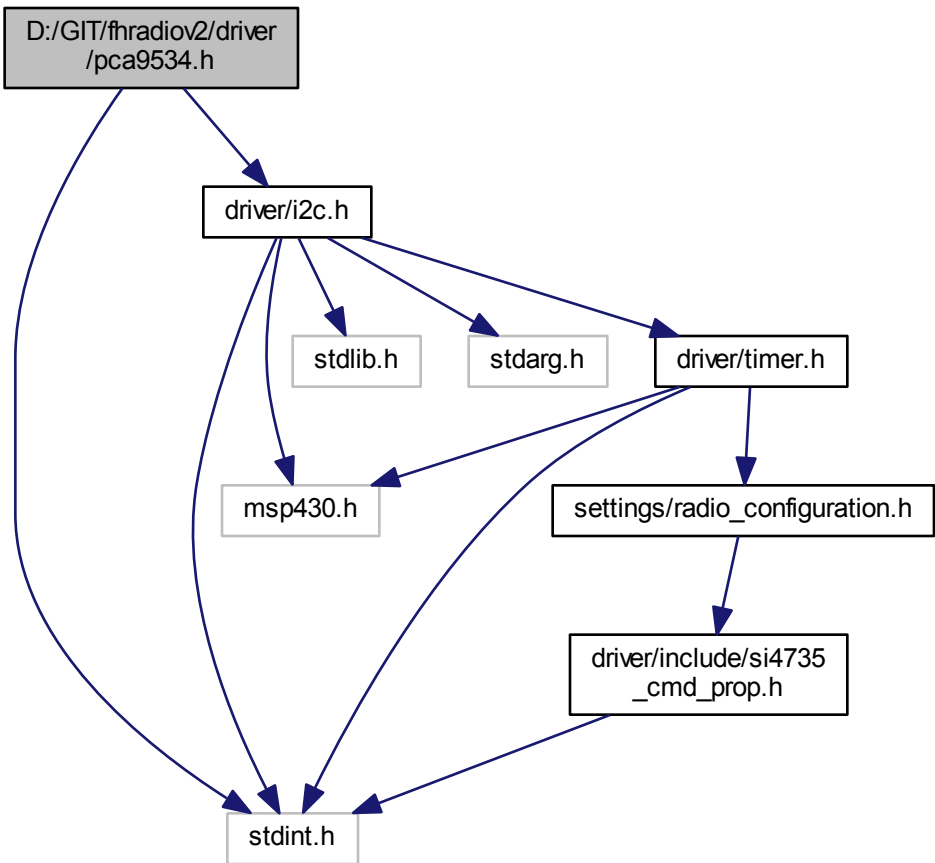 D:/GIT/fhradiov2/driver
/pca9534.h
driver/i2c.h
stdlib.h
stdarg.h
driver/timer.h
msp430.h
settings/radio_configuration.h
driver/include/si4735
_cmd_prop.h
stdint.h